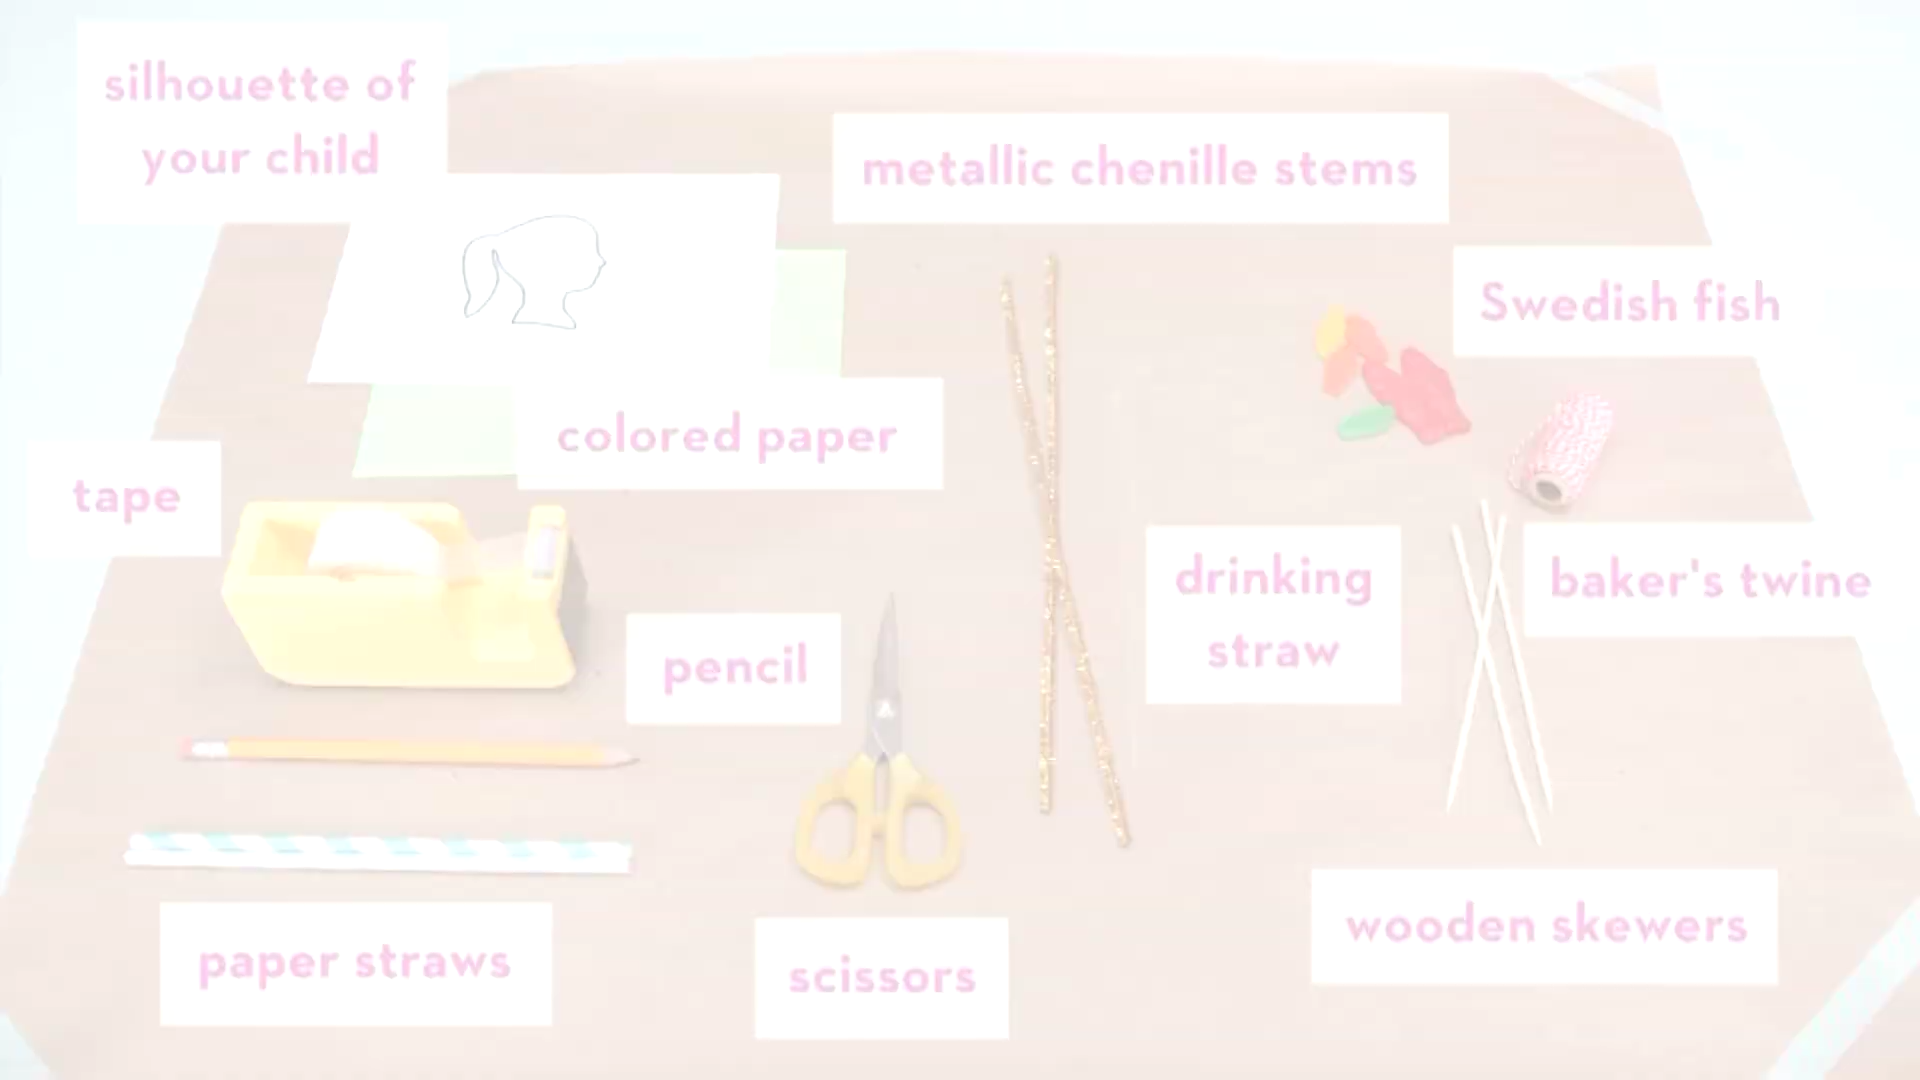 silhouette of
your child
metallic chenille stems
Swedish fish
colored paper
tape
drinking
straw
baker's twine
pencil
wooden skewers
paper straws
scissors